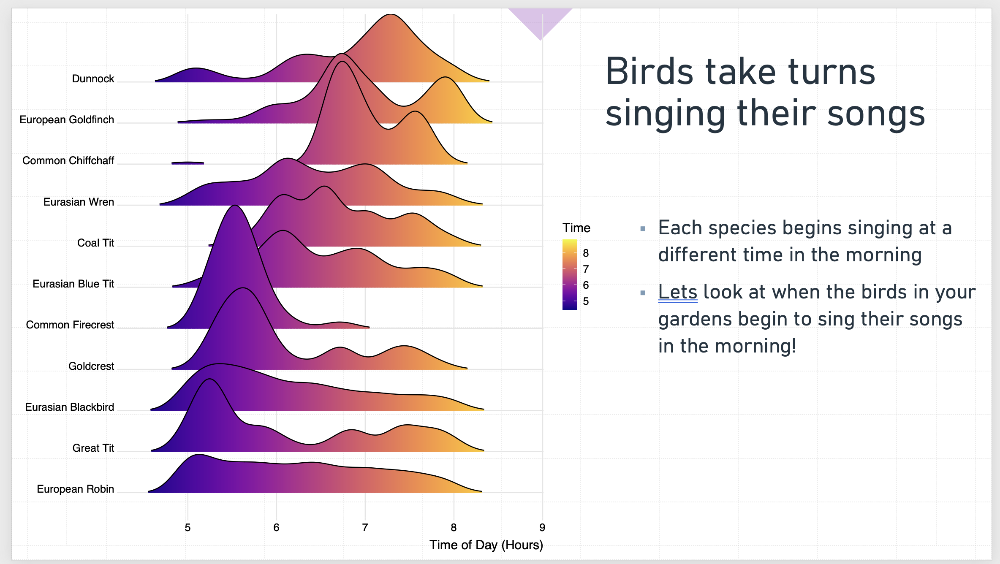 Birds take turns
singing their songs
Dunnock
European Goldfinch
Common Chiffchaff
Eurasian Wren
Coal Tit
Eurasian Blue Tit
Common Firecrest
Goldcrest
Eurasian Blackbird
Great Tit
European Robin
5 6 7 8 9
Time of Day (Hours)
Time
8
7
6
5
Each species begins singing at a
different time in the morning
Lets look at when the birds in your
gardens begin to sing their songs
in the morning!